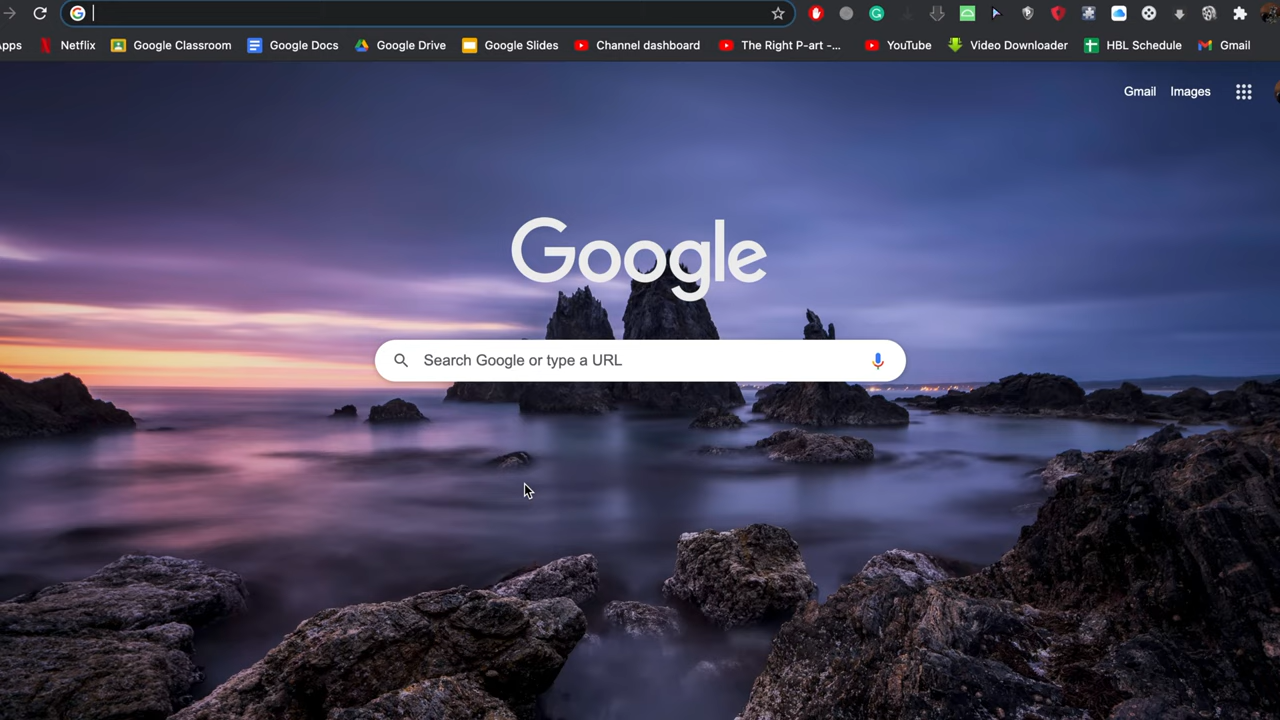 Apps Netflix Google Classroom Google Docs Google Drive Google Slides Channel dashboard The Right P-art -... YouTube Video Downloader HBL Schedule Gmail
Gmail Images
Google
Search Google or type a URL